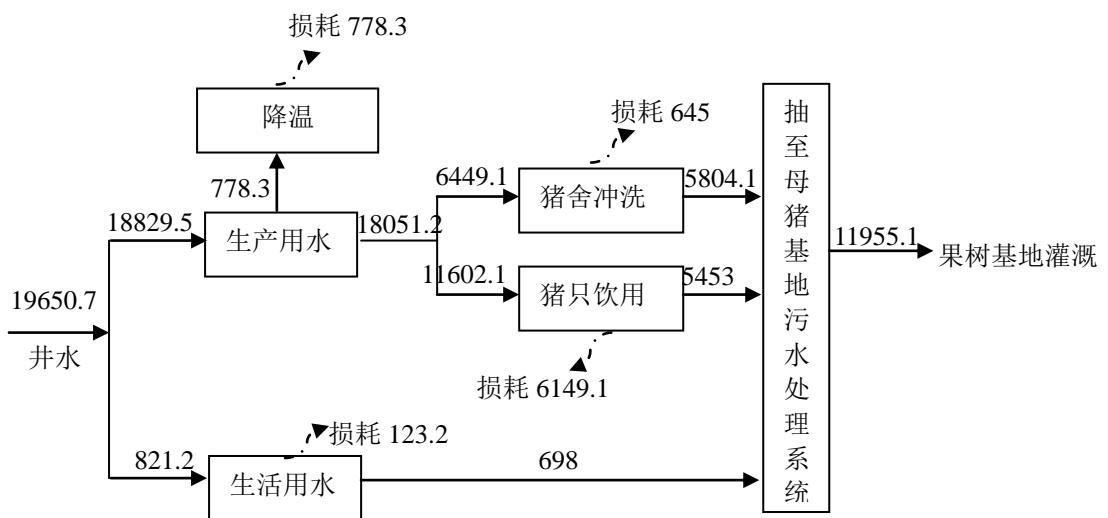 损耗 778.3
降温
损耗 645
778.3
6449.1
猪舍冲洗
5804.1
18829.5
生产用水
18051.2
11602.1
猪只饮用
5453
抽至母猪基地污水处理系统
11955.1
果树基地灌溉
19650.7
井水
损耗 6149.1
损耗 123.2
821.2
生活用水
698